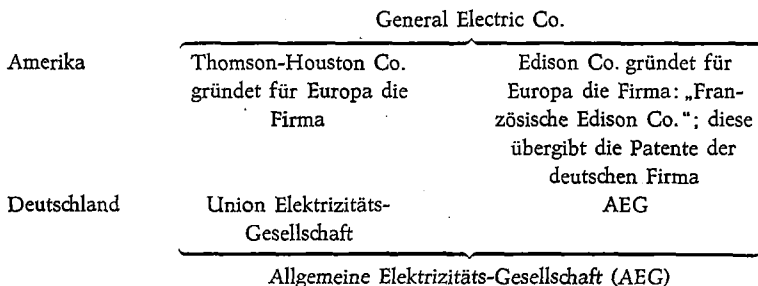 General Electric Co.
Amerika Thomson-Houston Co. Edison Co. gründet für
gründet für Europa die Europa die Firma: „Fran-
Firma zösische Edison Co."; diese
übergibt die Patente der
deutschen Firma
Deutschland Union Elektrizitäts- AEG
Gesellschaft
Allgemeine Elektrizitäts-Gesellschaft (AEG)